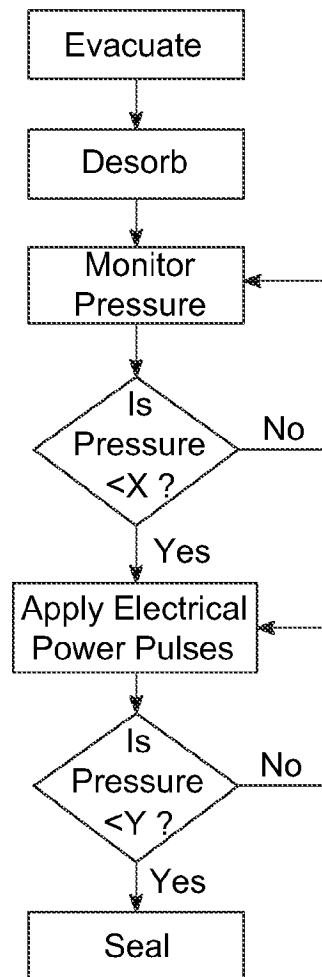 Evacuate
Desorb
Monitor
Pressure
Is
Pressure
<X ?
No
Yes
Apply Electrical
Power Pulses
Is
Pressure
<Y ?
No
Yes
Seal